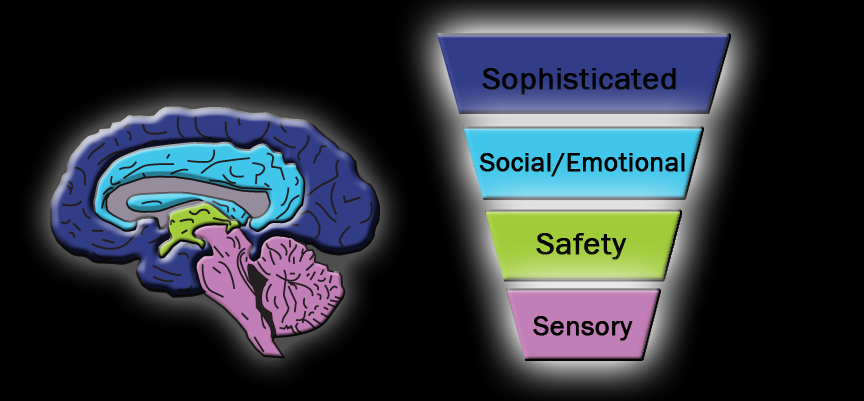 Sophisticated
Social/Emotional
Safety
Sensory